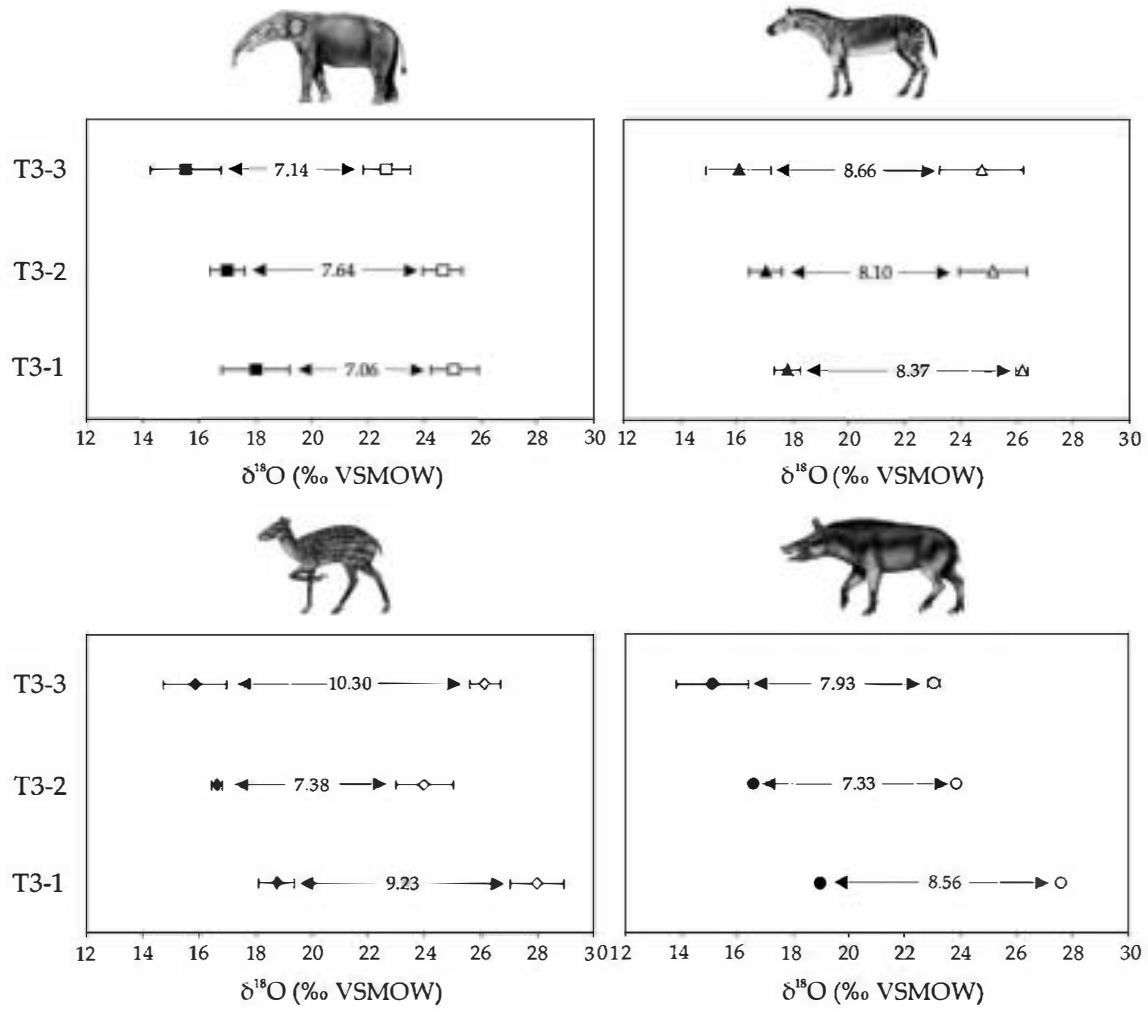 T3-3 7.14 8.66
T3-2 7.64 8.10
T3-1 7.06 8.37
12 14 16 18 20 22 24 26 28 30
12 14 16 18 20 22 24 26 28 30
δ¹⁸O (‰ VSMOW)
δ¹⁸O (‰ VSMOW)
T3-3 10.30 7.93
T3-2 7.38 7.33
T3-1 9.23 8.56
12 14 16 18 20 22 24 26 28 30
12 14 16 18 20 22 24 26 28 30
δ¹⁸O (‰ VSMOW)
δ¹⁸O (‰ VSMOW)